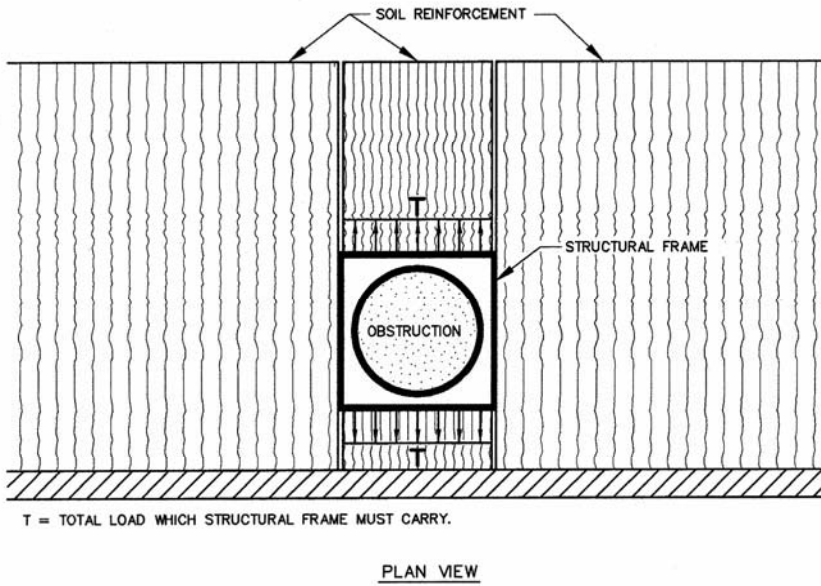 SOIL REINFORCEMENT
T
STRUCTURAL FRAME
OBSTRUCTION
T
T = TOTAL LOAD WHICH STRUCTURAL FRAME MUST CARRY.
PLAN VIEW